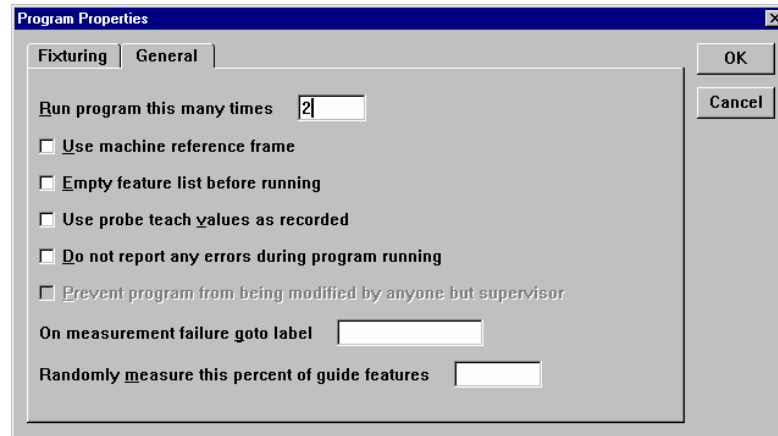 Program Properties
Fixturing General
OK
Cancel
Run program this many times 2
Use machine reference frame
Empty feature list before running
Use probe teach values as recorded
Do not report any errors during program running
Prevent program from being modified by anyone but supervisor
On measurement failure goto label
Randomly measure this percent of guide features